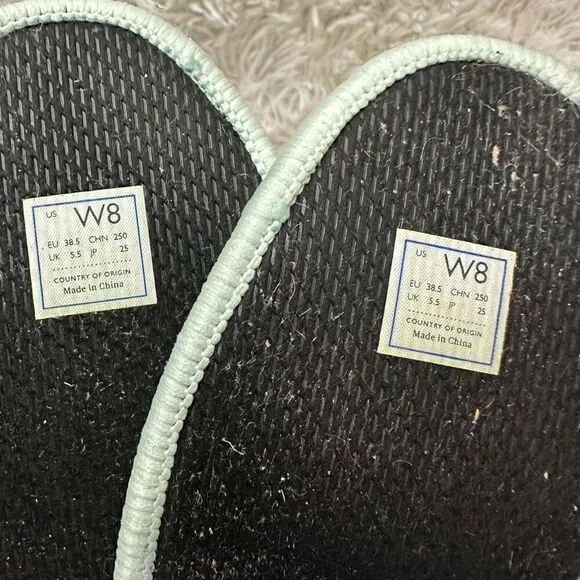 US W8
EU 38.5 CHN 250
UK 5.5 JP 25
COUNTRY OF ORIGIN
Made in China
US W8
EU 38.5 CHN 250
UK 5.5 JP 25
COUNTRY OF ORIGIN
Made in China